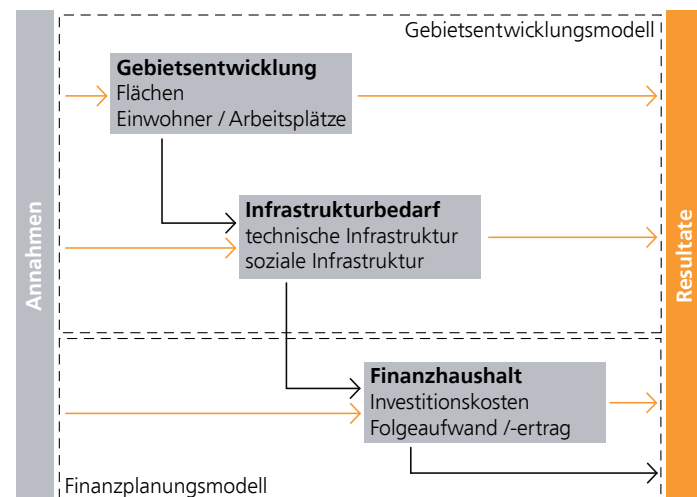 Gebietsentwicklungsmodell
Gebietsentwicklung
Flächen
Einwohner / Arbeitsplätze
Infrastrukturbedarf
technische Infrastruktur
soziale Infrastruktur
Annahmen
Resultate
Finanzhaushalt
Investitionskosten
Folgeaufwand /-ertrag
Finanzplanungsmodell